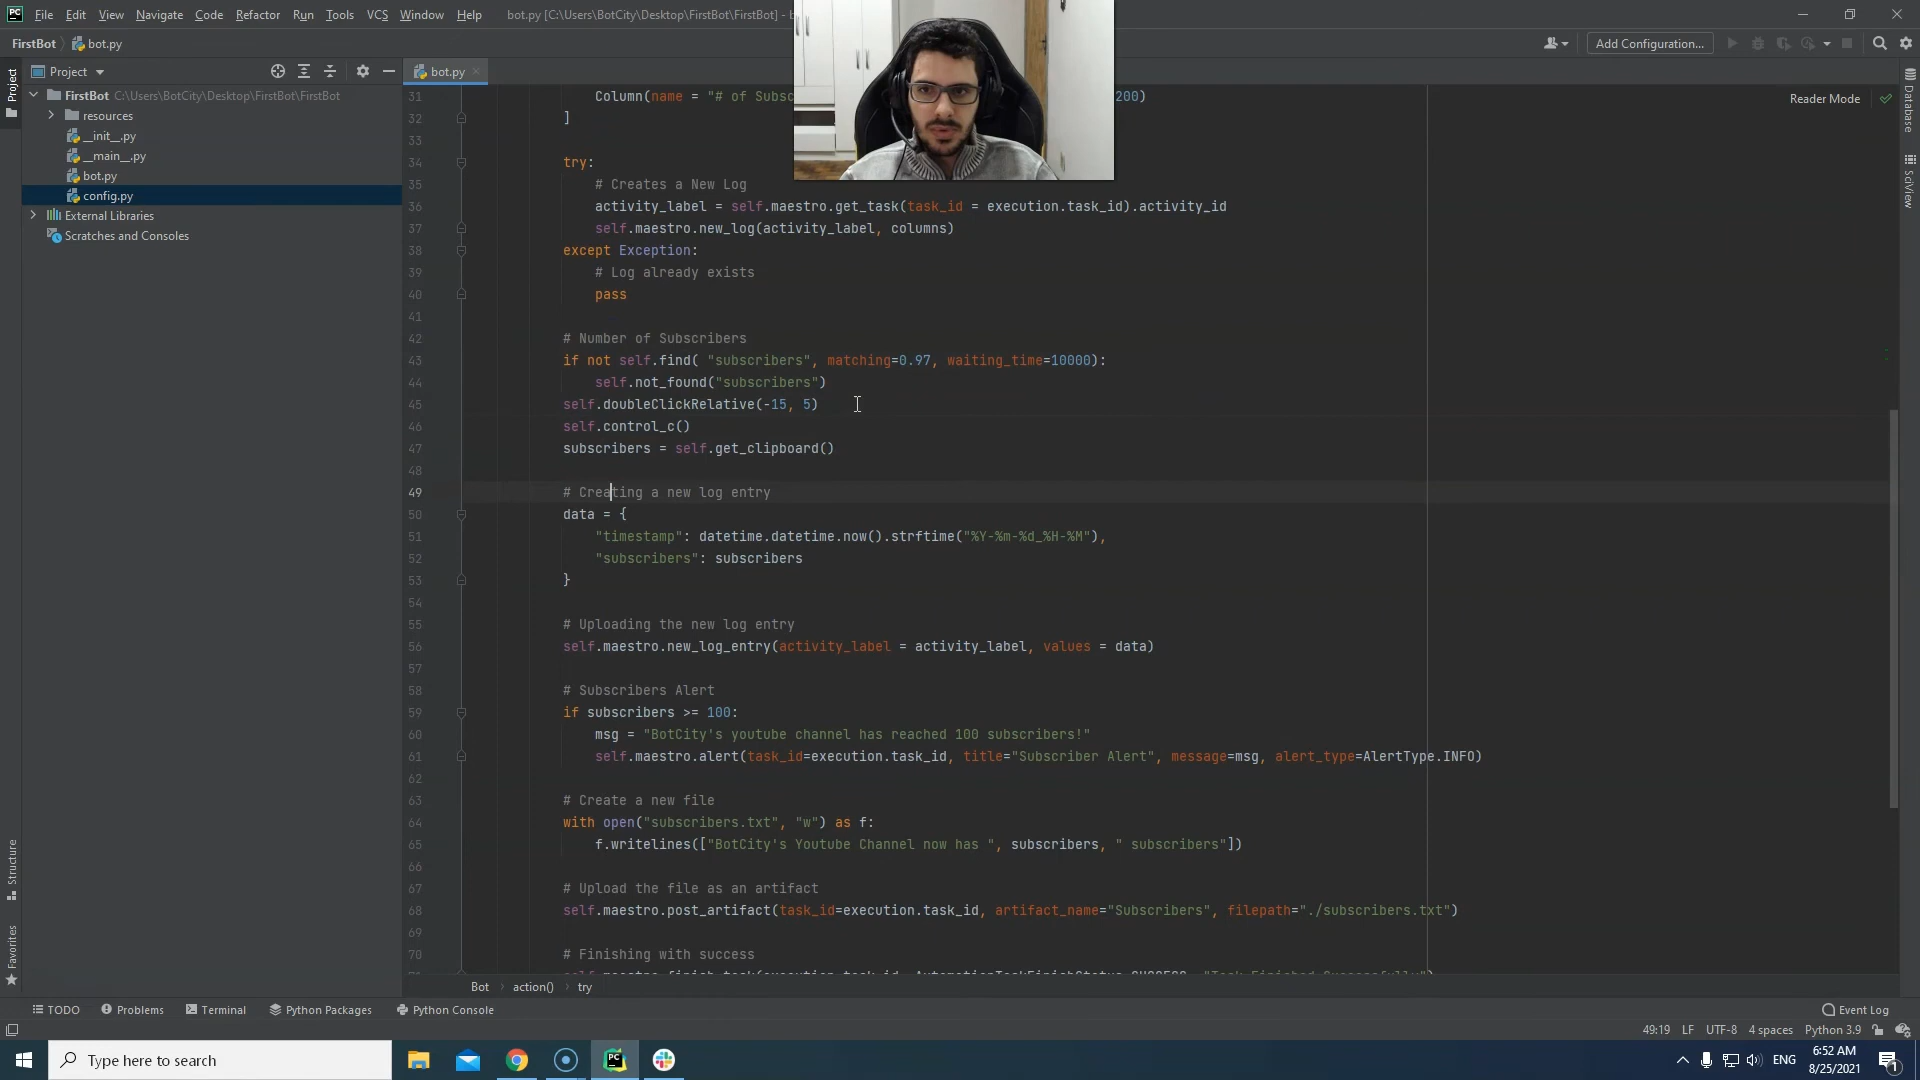 PC File Edit View Navigate Code Refactor Run Tools VCS Window Help bot.py [C:\Users\BotCity\Desktop\FirstBot\FirstBot] - b
FirstBot bot.py Add Configuration...
Project Project bot.py
FirstBot C:\Users\BotCity\Desktop\FirstBot\FirstBot
resources
__init__.py
__main__.py
bot.py
config.py
External Libraries
Scratches and Consoles
Reader Mode
Database
SciView
31 Column(name = "# of Subsc 200)
32 ]
33
34 try:
35 # Creates a New Log
36 activity_label = self.maestro.get_task(task_id = execution.task_id).activity_id
37 self.maestro.new_log(activity_label, columns)
38 except Exception:
39 # Log already exists
40 pass
41
42 # Number of Subscribers
43 if not self.find( "subscribers", matching=0.97, waiting_time=10000):
44 self.not_found("subscribers")
45 self.doubleClickRelative(-15, 5)
46 self.control_c()
47 subscribers = self.get_clipboard()
48
49 # Creating a new log entry
50 data = {
51 "timestamp": datetime.datetime.now().strftime("%Y-%m-%d_%H-%M"),
52 "subscribers": subscribers
53 }
54
55 # Uploading the new log entry
56 self.maestro.new_log_entry(activity_label = activity_label, values = data)
57
58 # Subscribers Alert
59 if subscribers >= 100:
60 msg = "BotCity's youtube channel has reached 100 subscribers!"
61 self.maestro.alert(task_id=execution.task_id, title="Subscriber Alert", message=msg, alert_type=AlertType.INFO)
62
63 # Create a new file
64 with open("subscribers.txt", "w") as f:
65 f.writelines(["BotCity's Youtube Channel now has ", subscribers, " subscribers"])
66
67 # Upload the file as an artifact
68 self.maestro.post_artifact(task_id=execution.task_id, artifact_name="Subscribers", filepath="./subscribers.txt")
69
70 # Finishing with success
Structure
Favorites
Bot action() try
TODO Problems Terminal Python Packages Python Console Event Log
49:19 LF UTF-8 4 spaces Python 3.9
Type here to search
PC
ENG
6:52 AM
8/25/2021
1